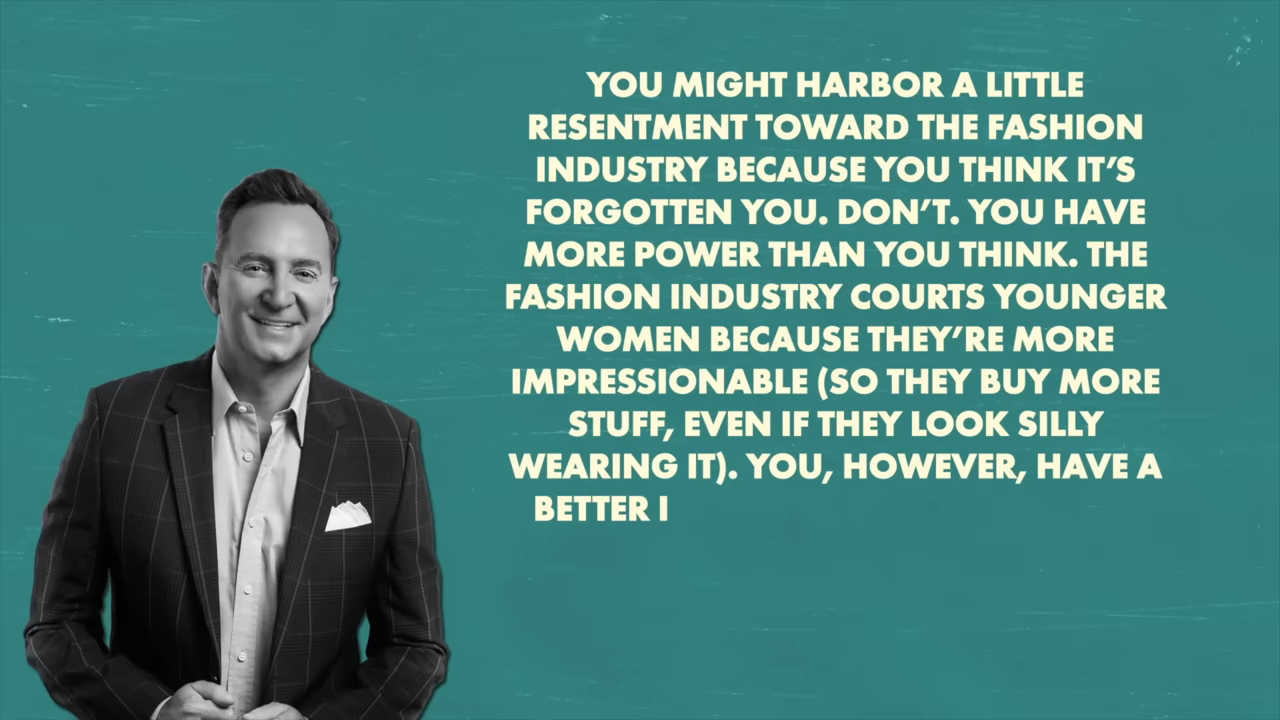 YOU MIGHT HARBOR A LITTLE
RESENTMENT TOWARD THE FASHION
INDUSTRY BECAUSE YOU THINK IT’S
FORGOTTEN YOU. DON’T. YOU HAVE
MORE POWER THAN YOU THINK. THE
FASHION INDUSTRY COURTS YOUNGER
WOMEN BECAUSE THEY’RE MORE
IMPRESSIONABLE (SO THEY BUY MORE
STUFF, EVEN IF THEY LOOK SILLY
WEARING IT). YOU, HOWEVER, HAVE A
BETTER I